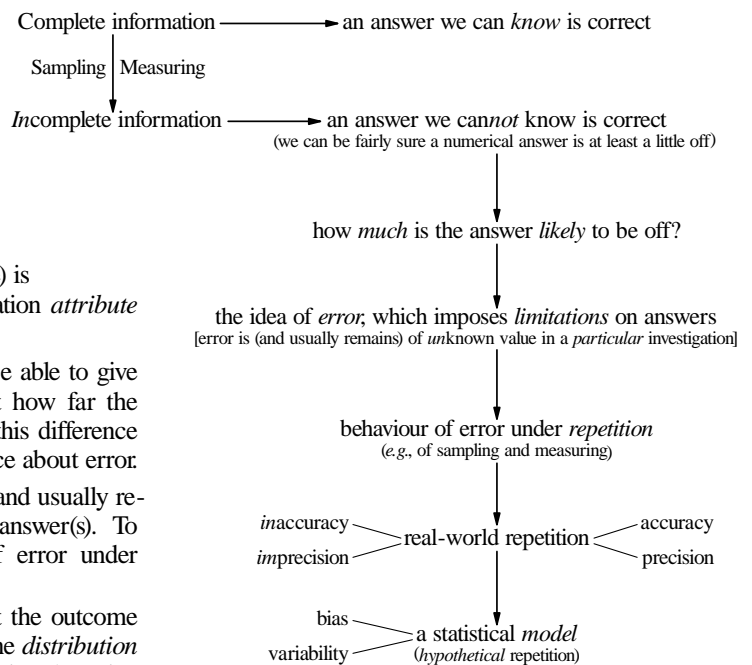 Complete information an answer we can know is correct
Sampling Measuring
Incomplete information an answer we cannot know is correct
(we can be fairly sure a numerical answer is at least a little off)
how much is the answer likely to be off?
) is
ation attribute
the idea of error, which imposes limitations on answers
[error is (and usually remains) of unknown value in a particular investigation]
e able to give
t how far the
this difference
ce about error.
behaviour of error under repetition
(e.g., of sampling and measuring)
and usually re-
answer(s). To
f error under
inaccuracy accuracy
real-world repetition
imprecision precision
t the outcome
ne distribution
bias
a statistical model
variability
(hypothetical repetition)